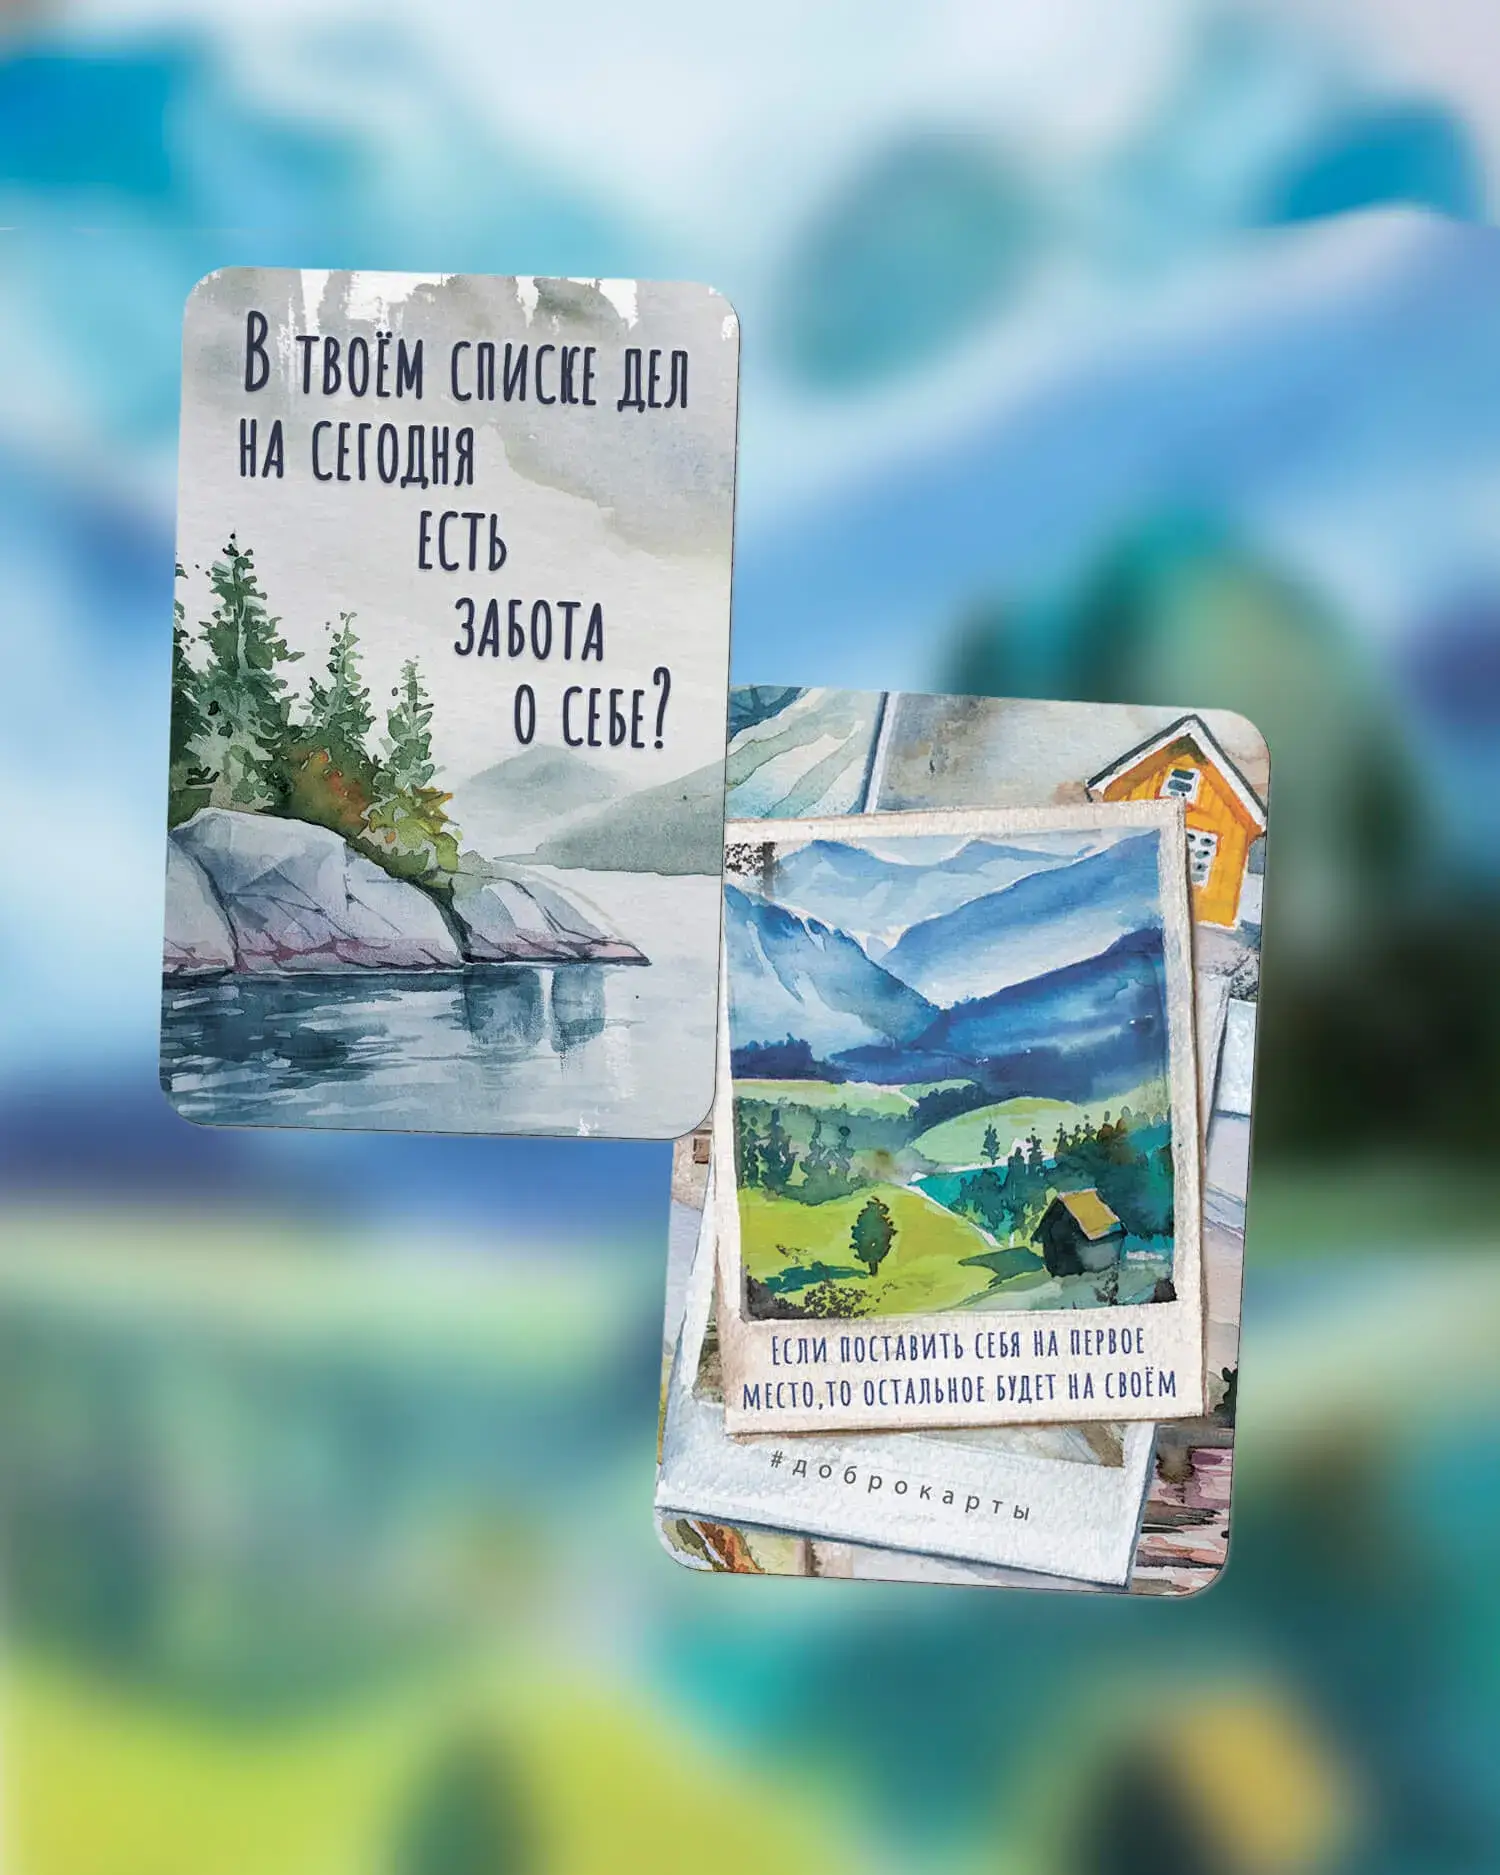 В твоём списке дел
на сегодня
есть
забота
о себе?
Если поставить себя на первое
место,то остальное будет на своём
#доброкарты